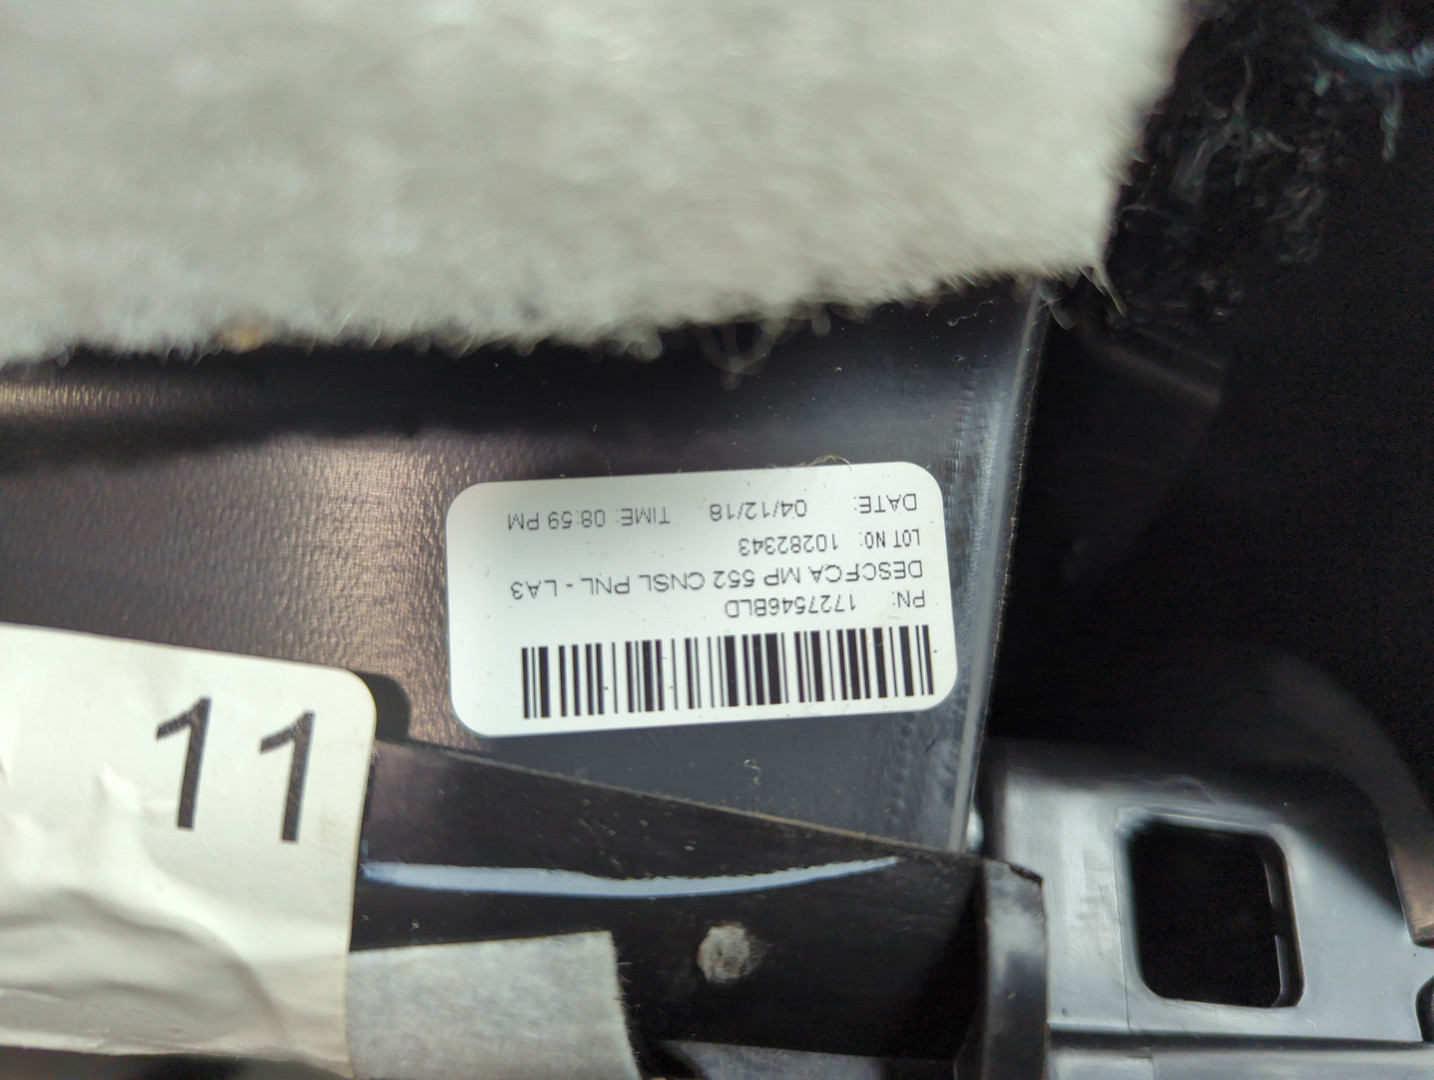 PN: 1727546BLD
DESCFCA MP 552 CNSL PNL - LA3
LOT NO: 10282343
DATE: 04/12/18 TIME: 08:59 PM
11